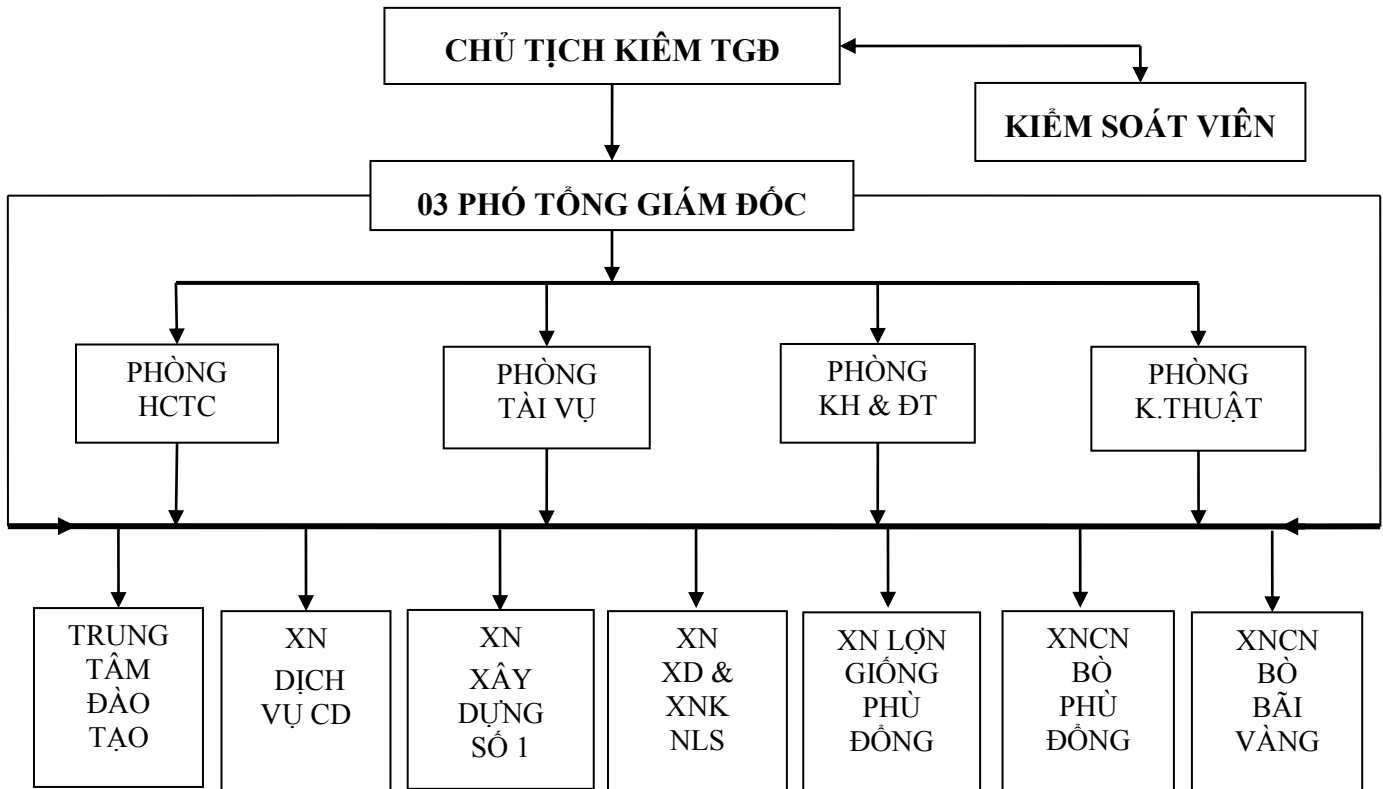 CHỦ TỊCH KIÊM TGĐ
KIỂM SOÁT VIÊN
03 PHÓ TỔNG GIÁM ĐỐC
PHÒNG
HCTC
PHÒNG
TÀI VỤ
PHÒNG
KH & ĐT
PHÒNG
K.THUẬT
TRUNG
TÂM
ĐÀO
TẠO
XN
DỊCH
VỤ CD
XN
XÂY
DỰNG
SỐ 1
XN
XD &
XNK
NLS
XN LỢN
GIỐNG
PHÙ
ĐỔNG
XNCN
BÒ
PHÙ
ĐỔNG
XNCN
BÒ
BÃI
VÀNG